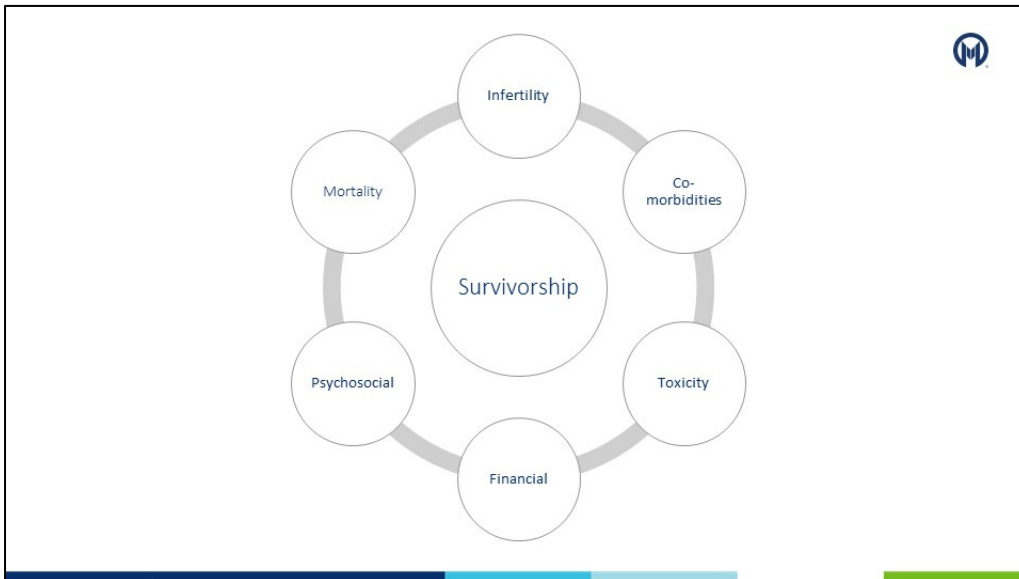 Infertility
Co-
morbidities
Mortality
Survivorship
Psychosocial
Toxicity
Financial